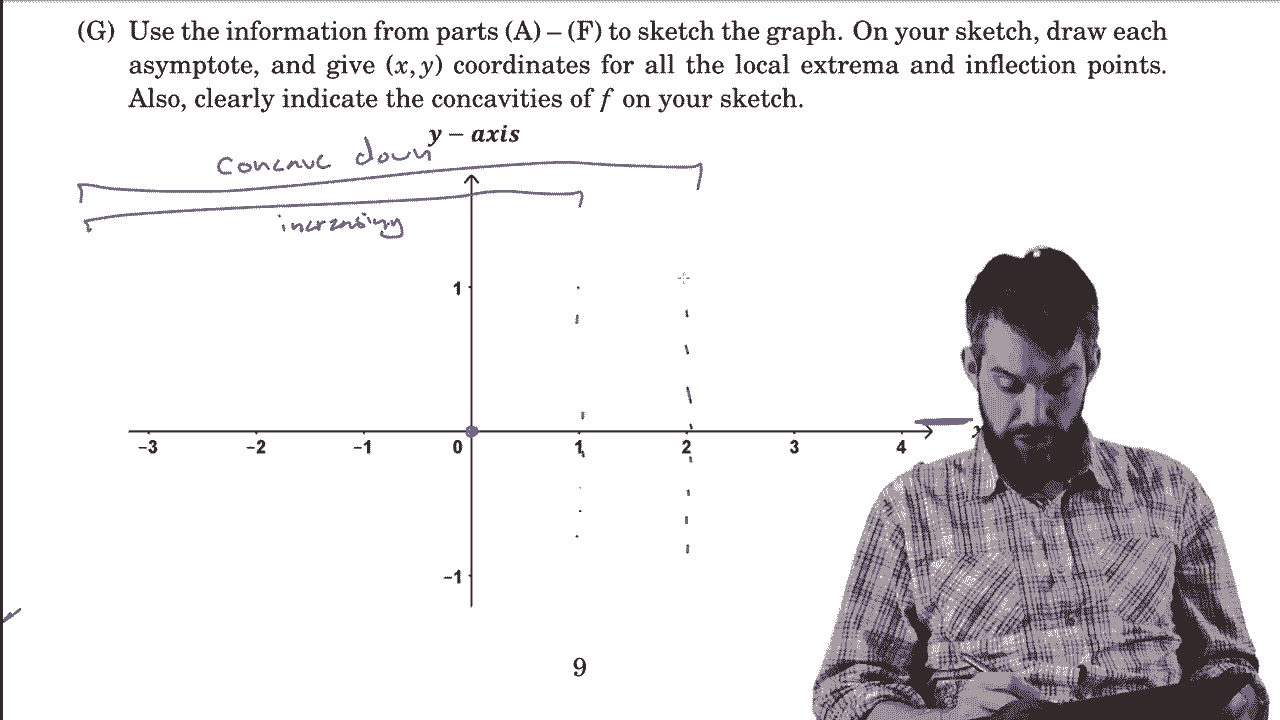 (G) Use the information from parts (A) – (F) to sketch the graph. On your sketch, draw each
asymptote, and give (x, y) coordinates for all the local extrema and inflection points.
Also, clearly indicate the concavities of f on your sketch.
y – axis
concave down
increasing
1
-3 -2 -1 0 1 2 3 4
-1
9